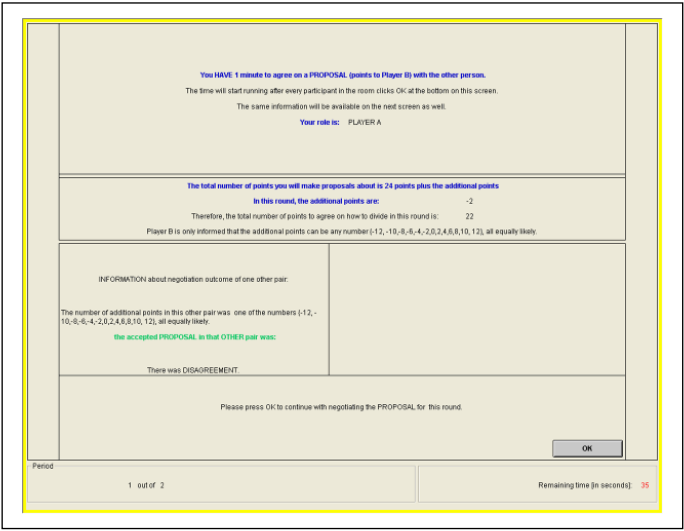 You HAVE 1 minute to agree on a PROPOSAL (points to Player B) with the other person.
The time will start running after every participant in the room clicks OK at the bottom on this screen.
The same information will be available on the next screen as well.
Your role is: PLAYER A
The total number of points you will make proposals about is 24 points plus the additional points
In this round, the additional points are: -2
Therefore, the total number of points to agree on how to divide in this round is: 22
Player B is only informed that the additional points can be any number (-12, -10,-8,-6,-4,-2,0,2,4,6,8,10, 12), all equally likely.
INFORMATION about negotiation outcome of one other pair:
The number of additional points in this other pair was one of the numbers (-12, -
10,-8,-6,-4,-2,0,2,4,6,8,10, 12), all equally likely.
the accepted PROPOSAL in that OTHER pair was:
There was DISAGREEMENT.
Please press OK to continue with negotiating the PROPOSAL for this round.
OK
Period
1 out of 2
Remaining time [in seconds]: 35